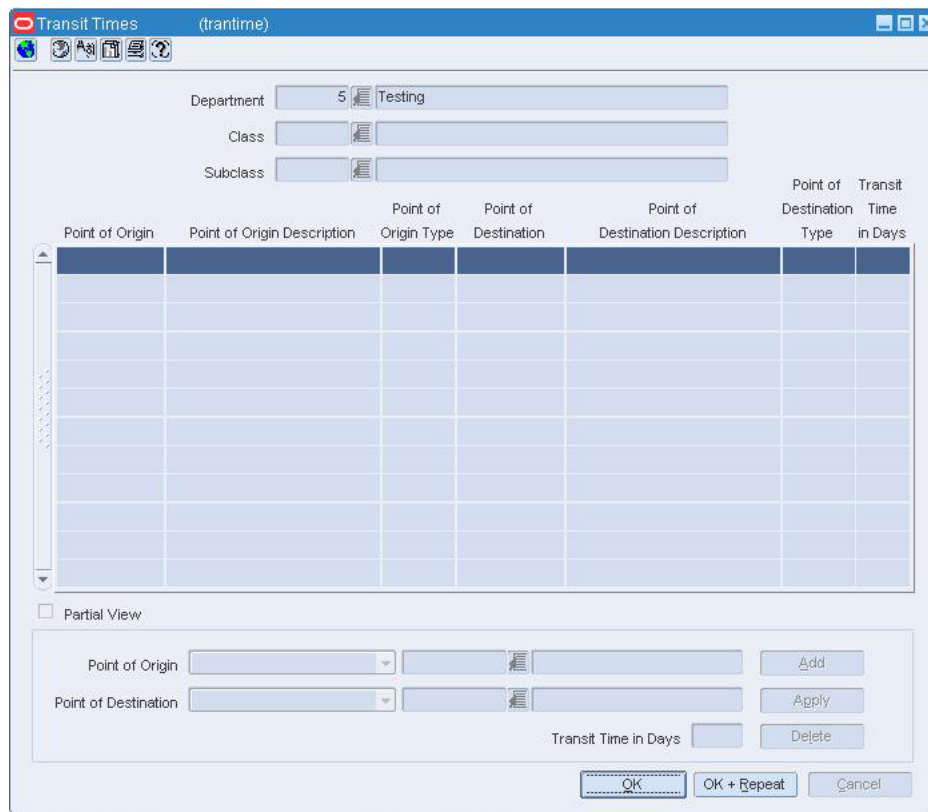 Transit Times (trantime)
Department 5 Testing
Class
Subclass
Point of Origin
Point of Origin Description
Point of Origin Type
Point of Destination
Point of Destination Description
Point of Destination Type
Transit Time in Days
Partial View
Point of Origin Add
Point of Destination Apply
Transit Time in Days Delete
OK OK + Repeat Cancel